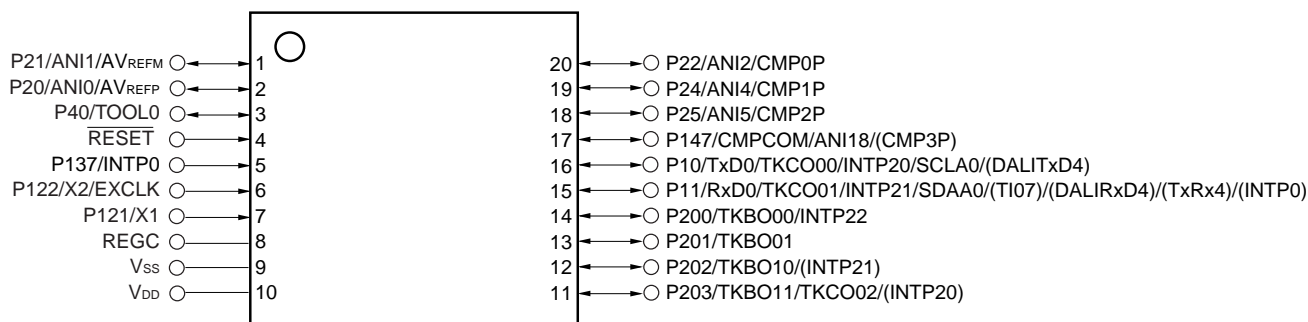 P21/ANI1/AVREFM 1 20 P22/ANI2/CMP0P
P20/ANI0/AVREFP 2 19 P24/ANI4/CMP1P
P40/TOOL0 3 18 P25/ANI5/CMP2P
RESET 4 17 P147/CMPCOM/ANI18/(CMP3P)
P137/INTP0 5 16 P10/TxD0/TKCO00/INTP20/SCLA0/(DALITxD4)
P122/X2/EXCLK 6 15 P11/RxD0/TKCO01/INTP21/SDAA0/(TI07)/(DALIRxD4)/(TxRx4)/(INTP0)
P121/X1 7 14 P200/TKBO00/INTP22
REGC 8 13 P201/TKBO01
VSS 9 12 P202/TKBO10/(INTP21)
VDD 10 11 P203/TKBO11/TKCO02/(INTP20)